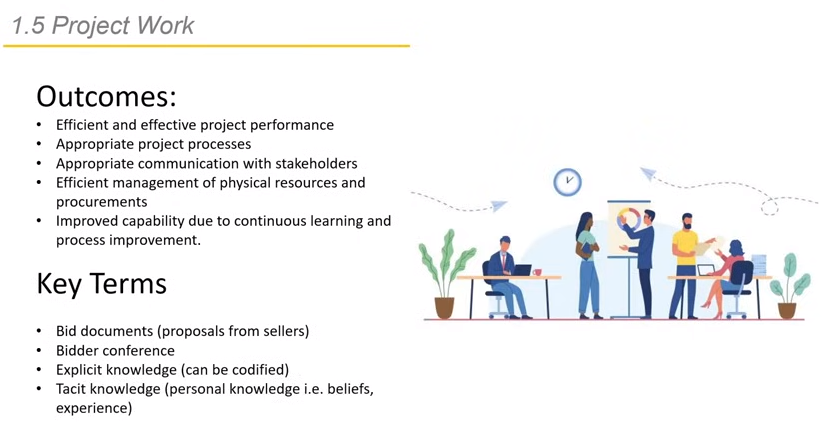 1.5 Project Work
Outcomes:
• Efficient and effective project performance
• Appropriate project processes
• Appropriate communication with stakeholders
• Efficient management of physical resources and
procurements
• Improved capability due to continuous learning and
process improvement.
Key Terms
• Bid documents (proposals from sellers)
• Bidder conference
• Explicit knowledge (can be codified)
• Tacit knowledge (personal knowledge i.e. beliefs,
experience)